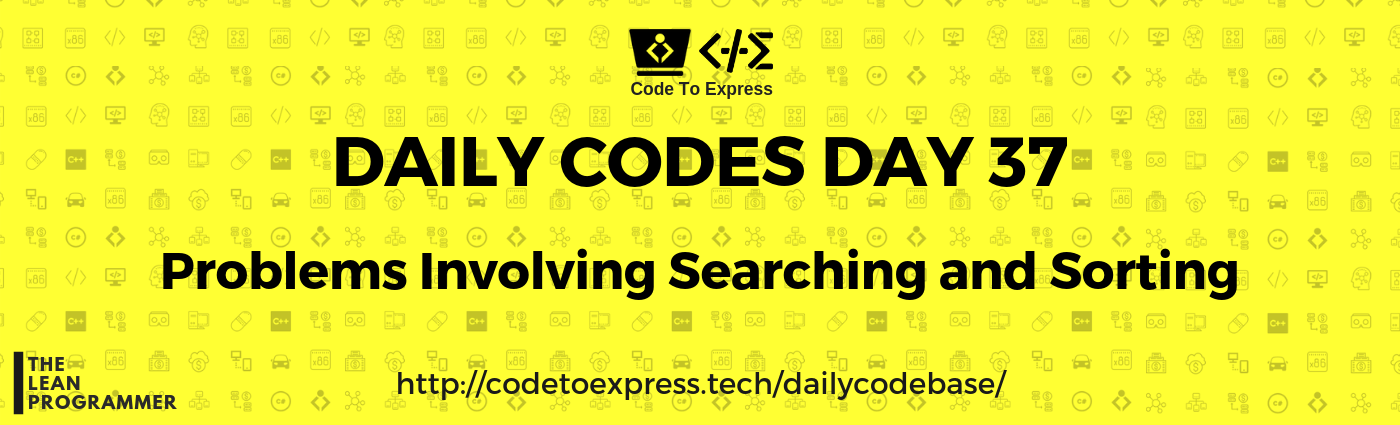 Code To Express
DAILY CODES DAY 37
Problems Involving Searching and Sorting
http://codetoexpress.tech/dailycodebase/
THE
LEAN
PROGRAMMER